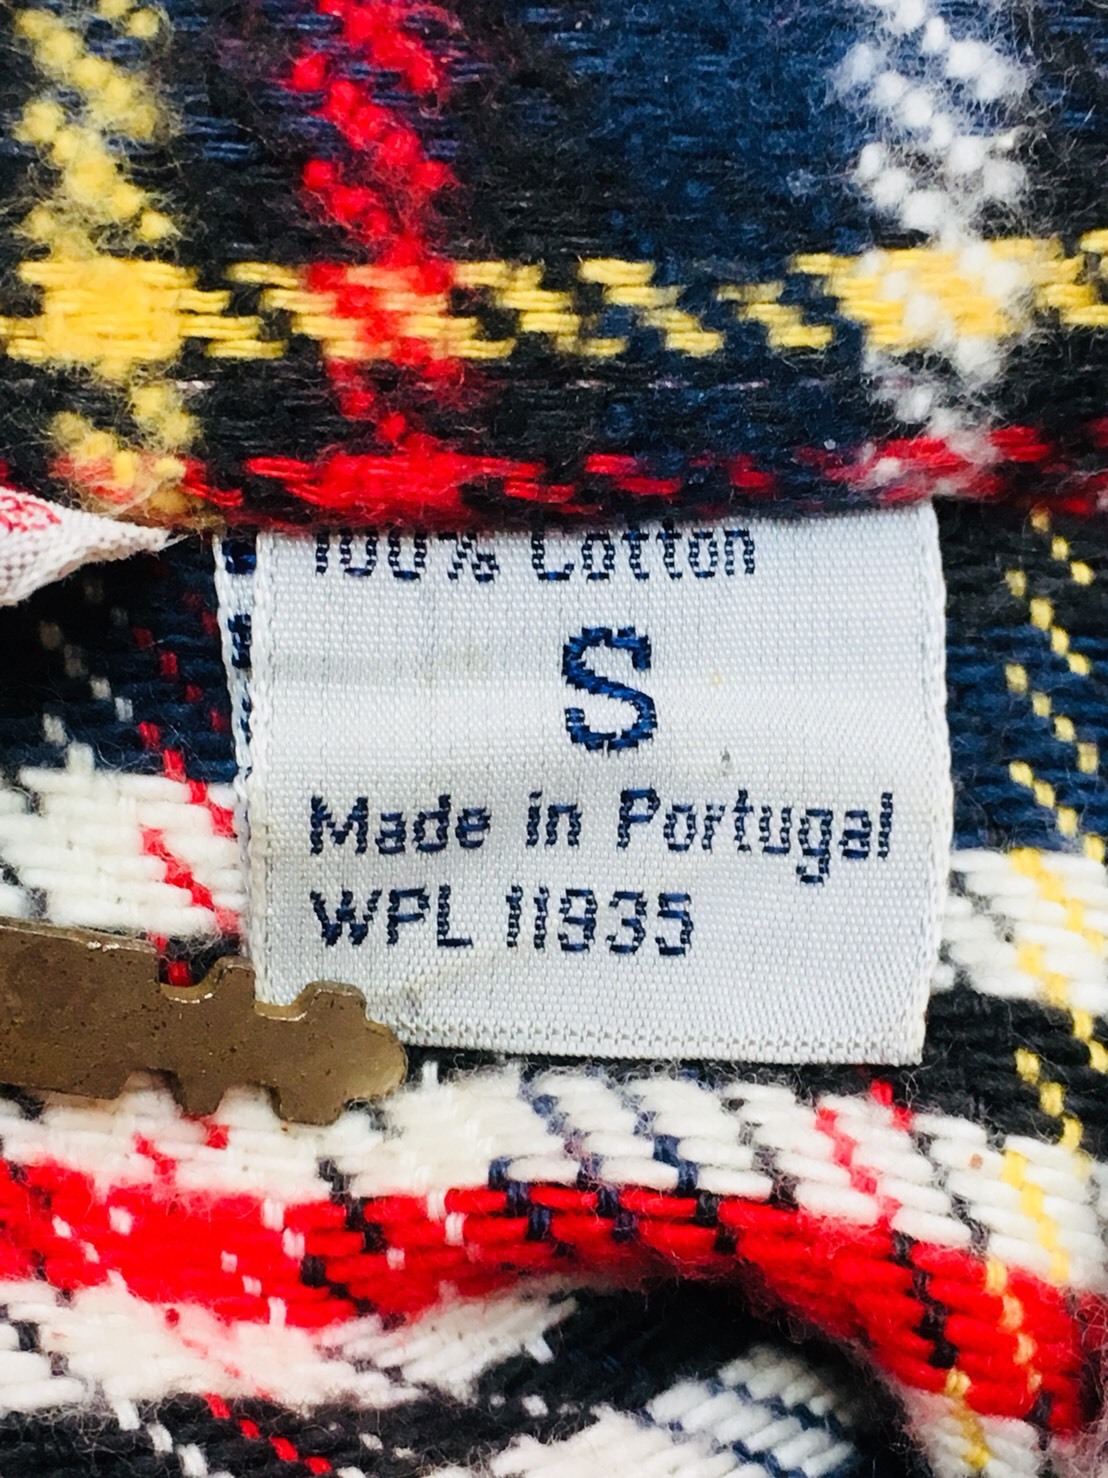 100% Cotton
S
Made in Portugal
WPL 11935